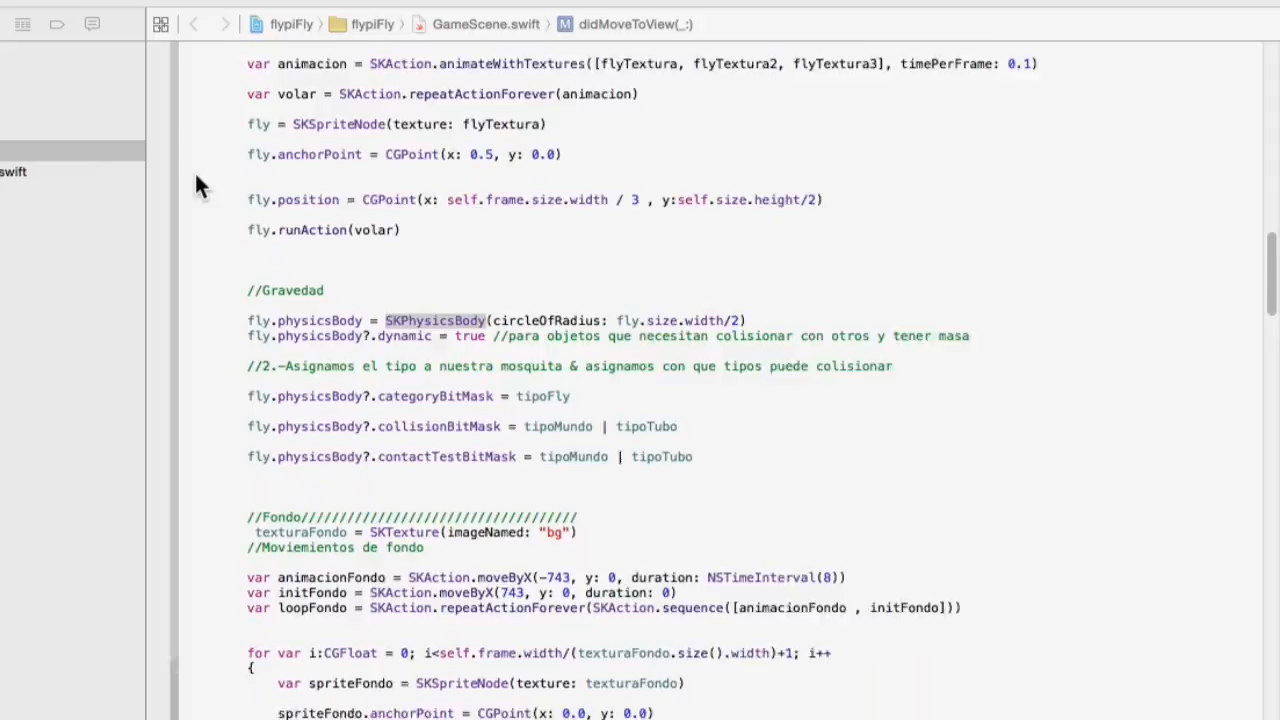 flypiFly flypiFly GameScene.swift M didMoveToView(_:)
var animacion = SKAction.animateWithTextures([flyTextura, flyTextura2, flyTextura3], timePerFrame: 0.1)
var volar = SKAction.repeatActionForever(animacion)
fly = SKSpriteNode(texture: flyTextura)
fly.anchorPoint = CGPoint(x: 0.5, y: 0.0)
swift
fly.position = CGPoint(x: self.frame.size.width / 3 , y:self.size.height/2)
fly.runAction(volar)
//Gravedad
fly.physicsBody = SKPhysicsBody(circleOfRadius: fly.size.width/2)
fly.physicsBody?.dynamic = true //para objetos que necesitan colisionar con otros y tener masa
//2.-Asignamos el tipo a nuestra mosquita & asignamos con que tipos puede colisionar
fly.physicsBody?.categoryBitMask = tipoFly
fly.physicsBody?.collisionBitMask = tipoMundo | tipoTubo
fly.physicsBody?.contactTestBitMask = tipoMundo | tipoTubo
//Fondo////////////////////////////////////
texturaFondo = SKTexture(imageNamed: "bg")
//Moviemientos de fondo
var animacionFondo = SKAction.moveByX(-743, y: 0, duration: NSTimeInterval(8))
var initFondo = SKAction.moveByX(743, y: 0, duration: 0)
var loopFondo = SKAction.repeatActionForever(SKAction.sequence([animacionFondo , initFondo]))
for var i:CGFloat = 0; i<self.frame.width/(texturaFondo.size().width)+1; i++
{
var spriteFondo = SKSpriteNode(texture: texturaFondo)
spriteFondo.anchorPoint = CGPoint(x: 0.0, y: 0.0)